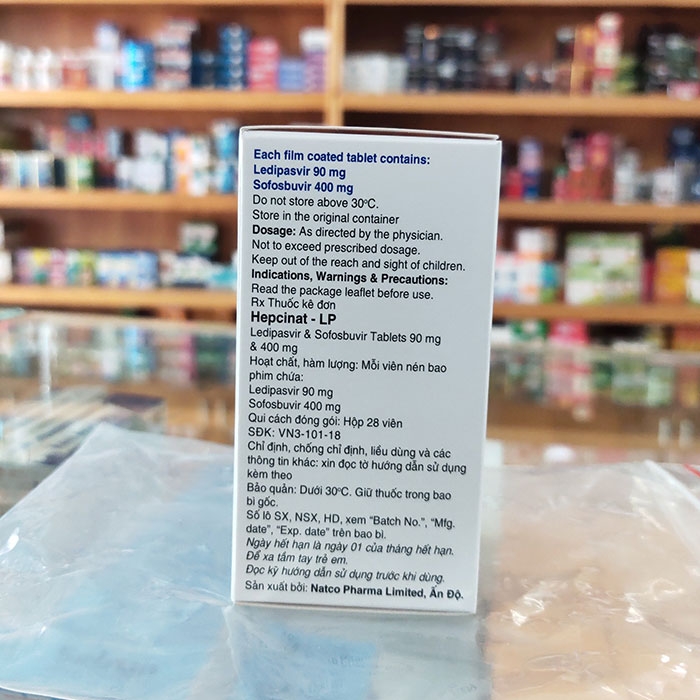 Each film coated tablet contains:
Ledipasvir 90 mg
Sofosbuvir 400 mg
Do not store above 30ºC.
Store in the original container
Dosage: As directed by the physician.
Not to exceed prescribed dosage.
Keep out of the reach and sight of children.
Indications, Warnings & Precautions:
Read the package leaflet before use.
Rx Thuốc kê đơn
Hepcinat - LP
Ledipasvir & Sofosbuvir Tablets 90 mg
& 400 mg
Hoạt chất, hàm lượng: Mỗi viên nén bao
phim chứa:
Ledipasvir 90 mg
Sofosbuvir 400 mg
Qui cách đóng gói: Hộp 28 viên
SĐK: VN3-101-18
Chỉ định, chống chỉ định, liều dùng và các
thông tin khác: xin đọc tờ hướng dẫn sử dụng
kèm theo
Bảo quản: Dưới 30ºC. Giữ thuốc trong bao
bì gốc.
Số lô SX, NSX, HD, xem “Batch No.”, “Mfg.
date”, “Exp. date” trên bao bì.
Ngày hết hạn là ngày 01 của tháng hết hạn.
Để xa tầm tay trẻ em.
Đọc kỹ hướng dẫn sử dụng trước khi dùng.
Sản xuất bởi: Natco Pharma Limited, Ấn Độ.